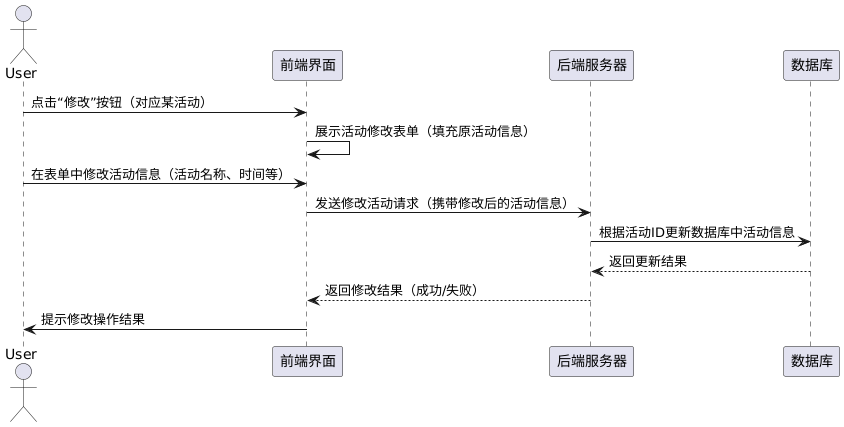 User
前端界面
后端服务器
数据库
点击“修改”按钮（对应某活动）
展示活动修改表单（填充原活动信息）
在表单中修改活动信息（活动名称、时间等）
发送修改活动请求（携带修改后的活动信息）
根据活动ID更新数据库中活动信息
返回更新结果
返回修改结果（成功/失败）
提示修改操作结果
User
前端界面
后端服务器
数据库